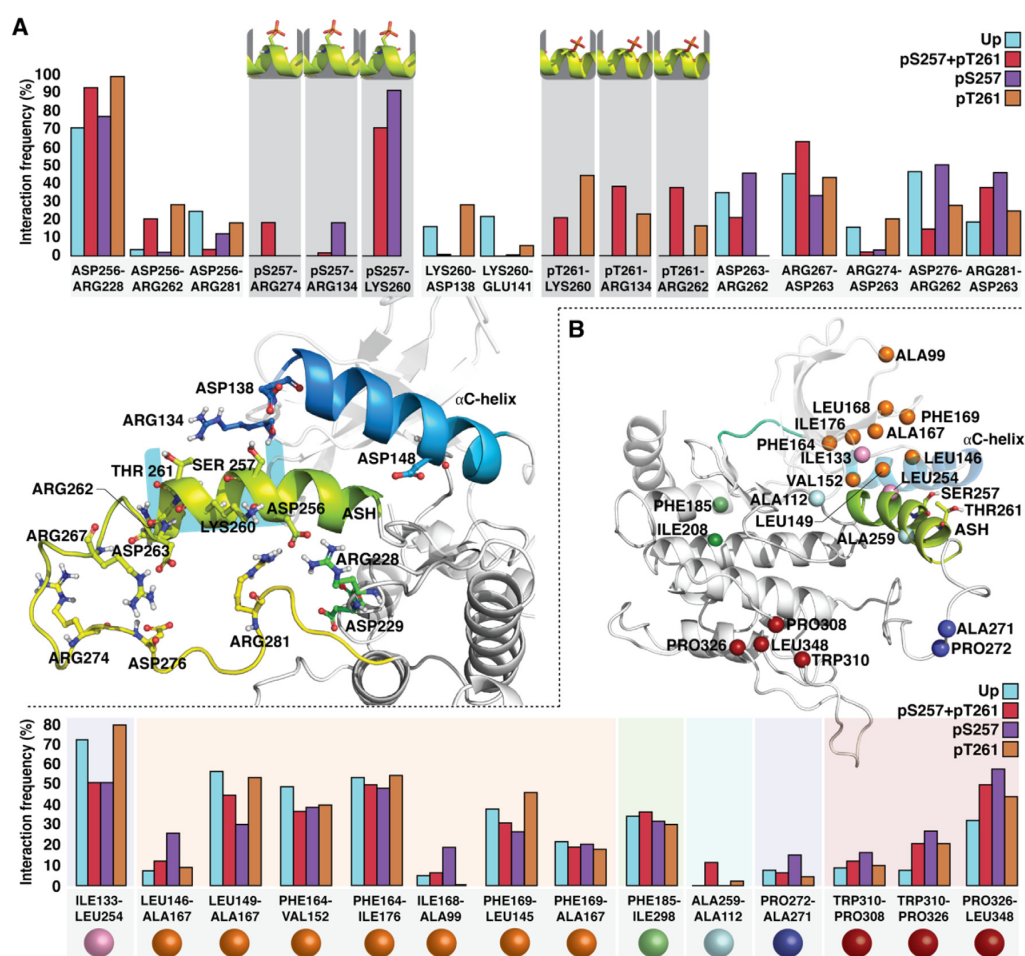 A
Up
pS257+pT261
pS257
pT261
Interaction frequency (%)
100
90
80
70
60
50
40
30
20
10
0
ASP256-
ARG228
ASP256-
ARG262
ASP256-
ARG281
pS257-
ARG274
pS257-
ARG134
pS257-
LYS260
LYS260-
ASP138
LYS260-
GLU141
pT261-
LYS260
pT261-
ARG134
pT261-
ARG262
ASP263-
ARG262
ARG267-
ASP263
ARG274-
ASP263
ASP276-
ARG262
ARG281-
ASP263
ASP138
αC-helix
ARG134
ASP148
THR 261
SER 257
ARG262
LYS260
ASP256
ASH
ARG267
ASP263
ARG228
ASP229
ARG281
ARG274
ASP276
B
ALA99
LEU168
PHE169
ILE176
ALA167
PHE164
αC-helix
ILE133
LEU146
VAL152
LEU254
ALA112
SER257
PHE185
THR261
LEU149
ASH
ILE208
ALA259
PRO308
ALA271
PRO326
LEU348
PRO272
TRP310
Up
pS257+pT261
pS257
pT261
Interaction frequency (%)
80
70
60
50
40
30
20
10
0
ILE133-
LEU254
LEU146-
ALA167
LEU149-
ALA167
PHE164-
VAL152
PHE164-
ILE176
ILE168-
ALA99
PHE169-
LEU145
PHE169-
ALA167
PHE185-
ILE298
ALA259-
ALA112
PRO272-
ALA271
TRP310-
PRO308
TRP310-
PRO326
PRO326-
LEU348